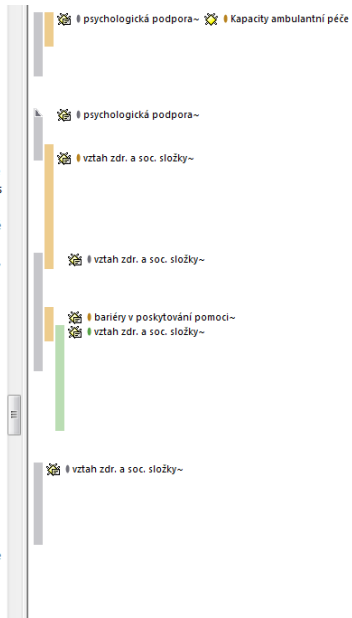 psychologická podpora~ Kapacity ambulantní péče
psychologická podpora~
vztah zdr. a soc. složky~
vztah zdr. a soc. složky~
bariéry v poskytování pomoci~
vztah zdr. a soc. složky~
vztah zdr. a soc. složky~